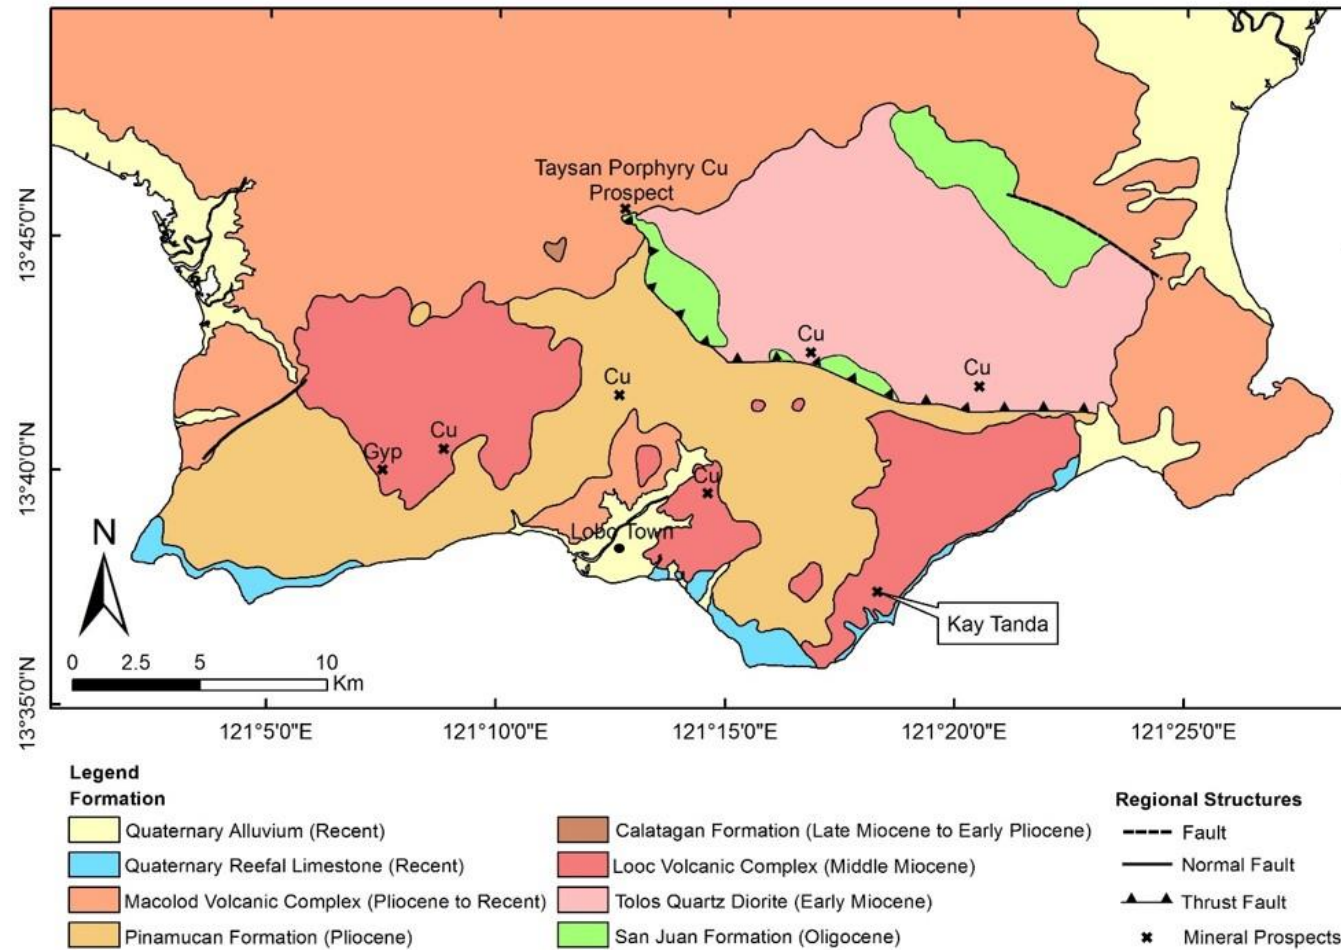 Taysan Porphyry Cu
Prospect
13°45'0"N
Cu
Cu
Cu
13°40'0"N
Gyp
Cu
Cu
N
Lobo Town
Kay Tanda
0 2.5 5 10
Km
13°35'0"N
121°5'0"E 121°10'0"E 121°15'0"E 121°20'0"E 121°25'0"E
Legend
Formation
Quaternary Alluvium (Recent)
Quaternary Reefal Limestone (Recent)
Macolod Volcanic Complex (Pliocene to Recent)
Pinamucan Formation (Pliocene)
Calatagan Formation (Late Miocene to Early Pliocene)
Looc Volcanic Complex (Middle Miocene)
Tolos Quartz Diorite (Early Miocene)
San Juan Formation (Oligocene)
Regional Structures
Fault
Normal Fault
Thrust Fault
Mineral Prospects